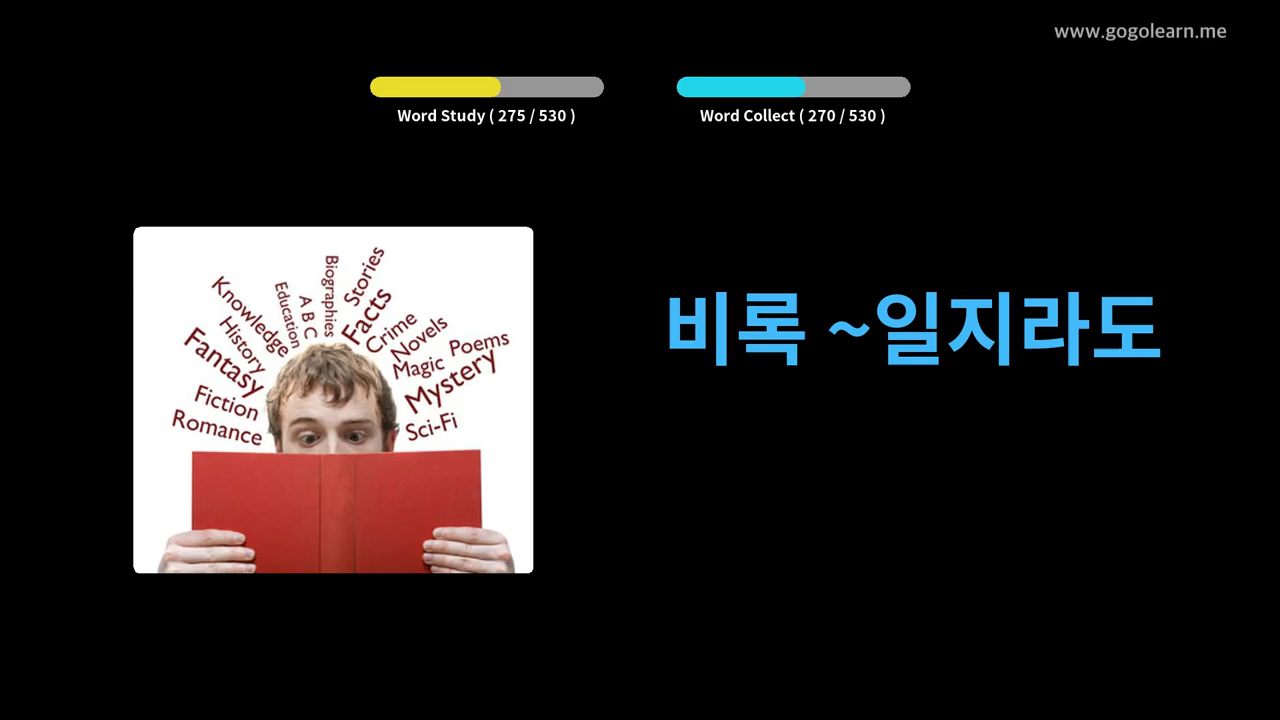 www.gogolearn.me
Word Study ( 275 / 530 )
Word Collect ( 270 / 530 )
비록 ~일지라도
Knowledge
History
Fantasy
Fiction
Romance
Education
A B C
Biographies
Stories
Facts
Crime
Novels
Magic
Poems
Mystery
Sci-Fi